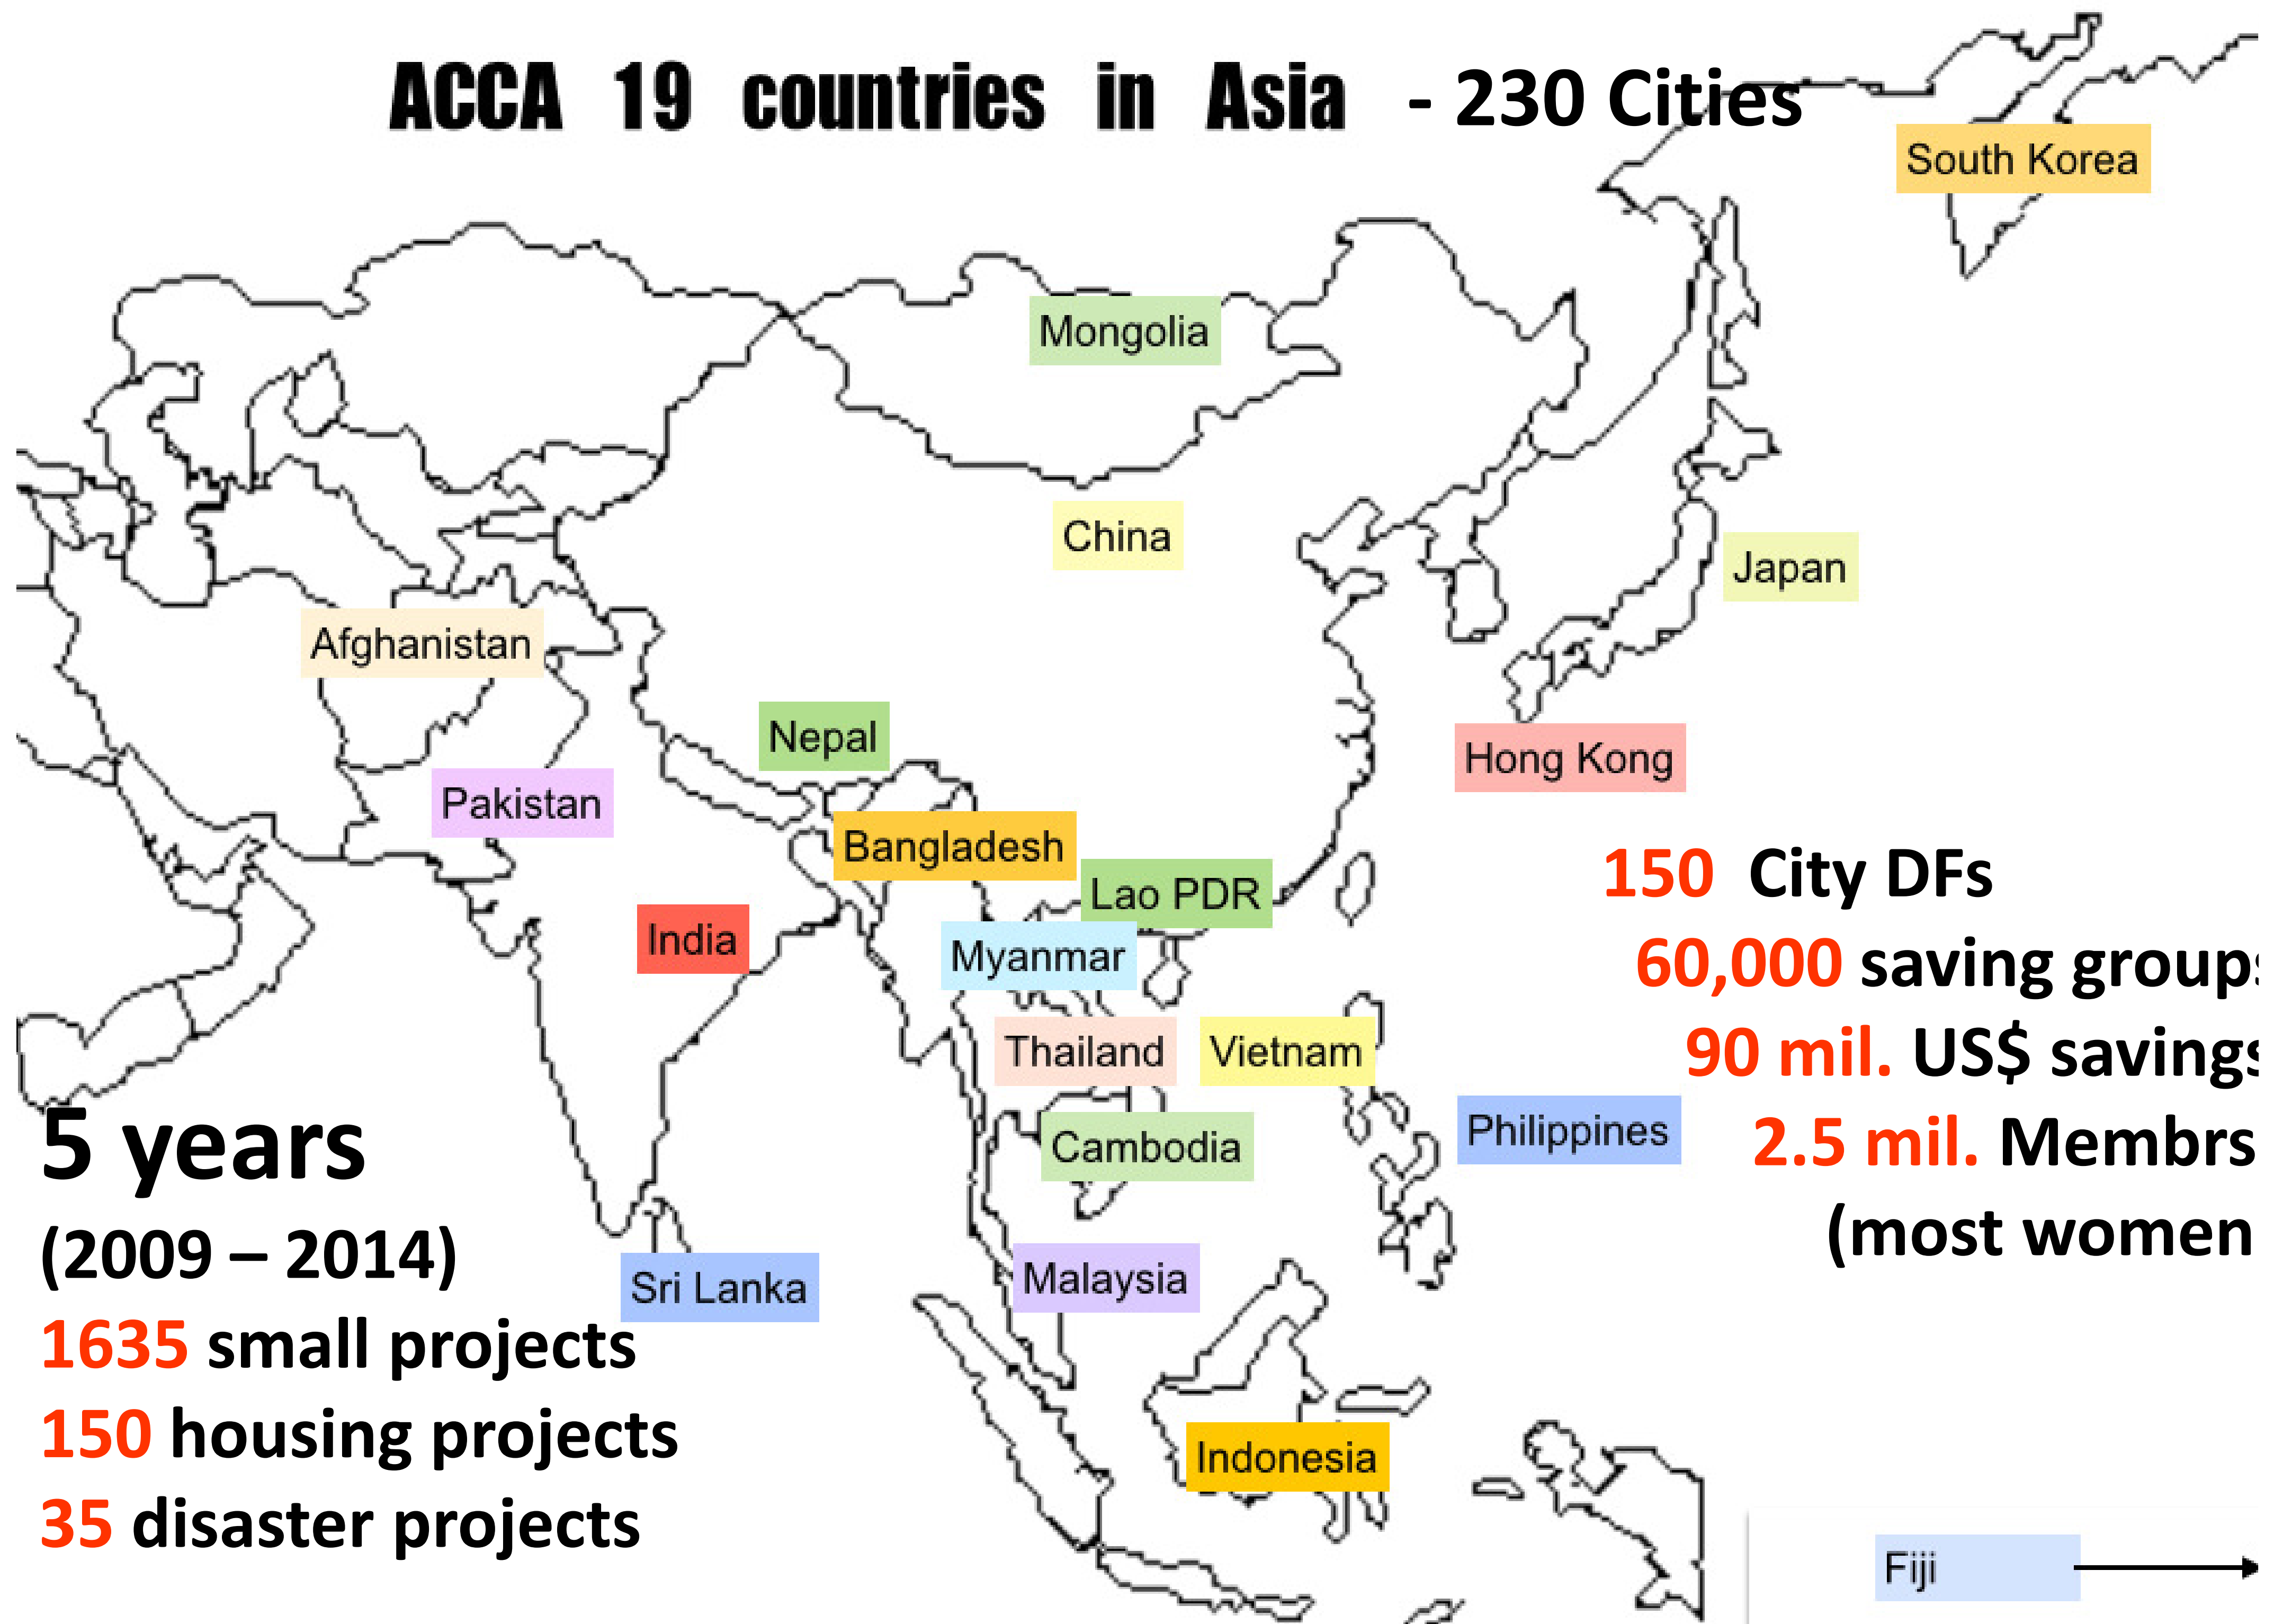 ACCA 19 countries in Asia - 230 Cities
South Korea
Mongolia
China
Japan
Afghanistan
Nepal
Hong Kong
Pakistan
Bangladesh
Lao PDR
India
Myanmar
Thailand
Vietnam
Philippines
Cambodia
Malaysia
Sri Lanka
Indonesia
Fiji
150 City DFs
60,000 saving groups
90 mil. US$ savings
2.5 mil. Membrs
(most women
5 years
(2009 – 2014)
1635 small projects
150 housing projects
35 disaster projects